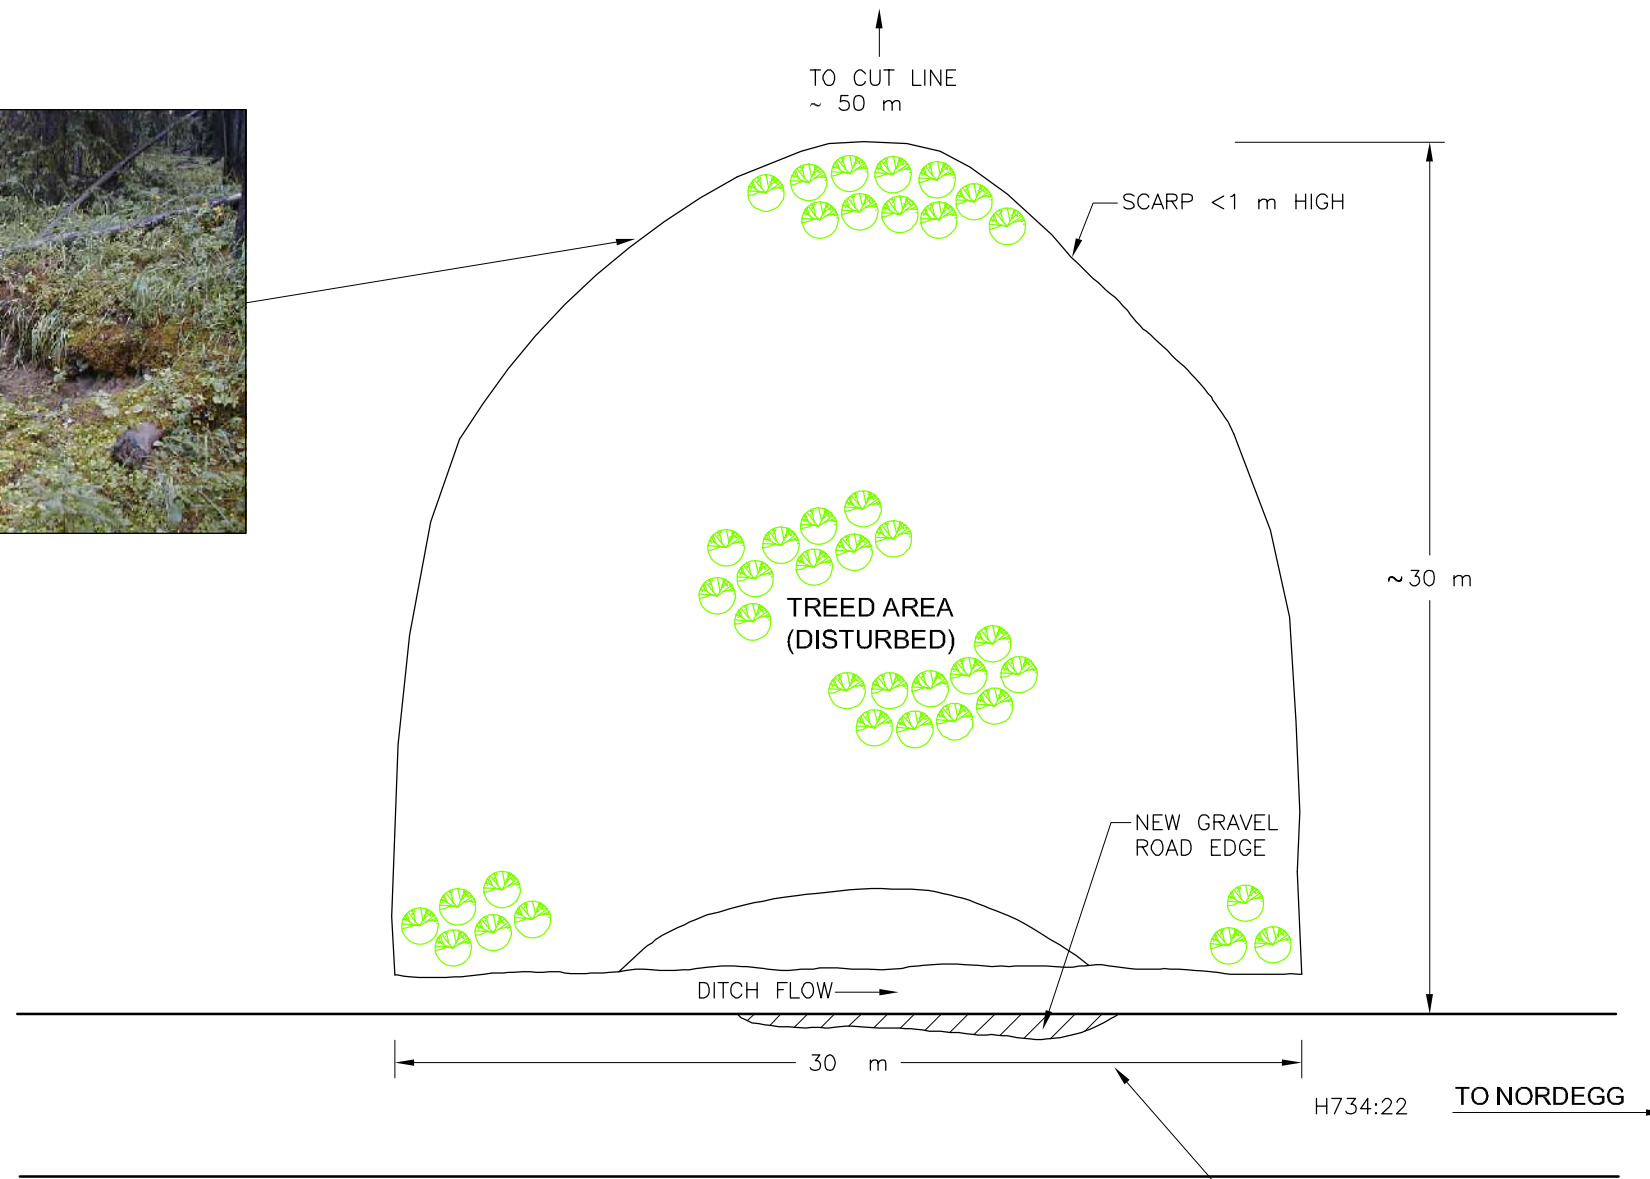 TO CUT LINE
~ 50 m
SCARP <1 m HIGH
~30 m
TREED AREA
(DISTURBED)
NEW GRAVEL
ROAD EDGE
DITCH FLOW
30 m
H734:22
TO NORDEGG